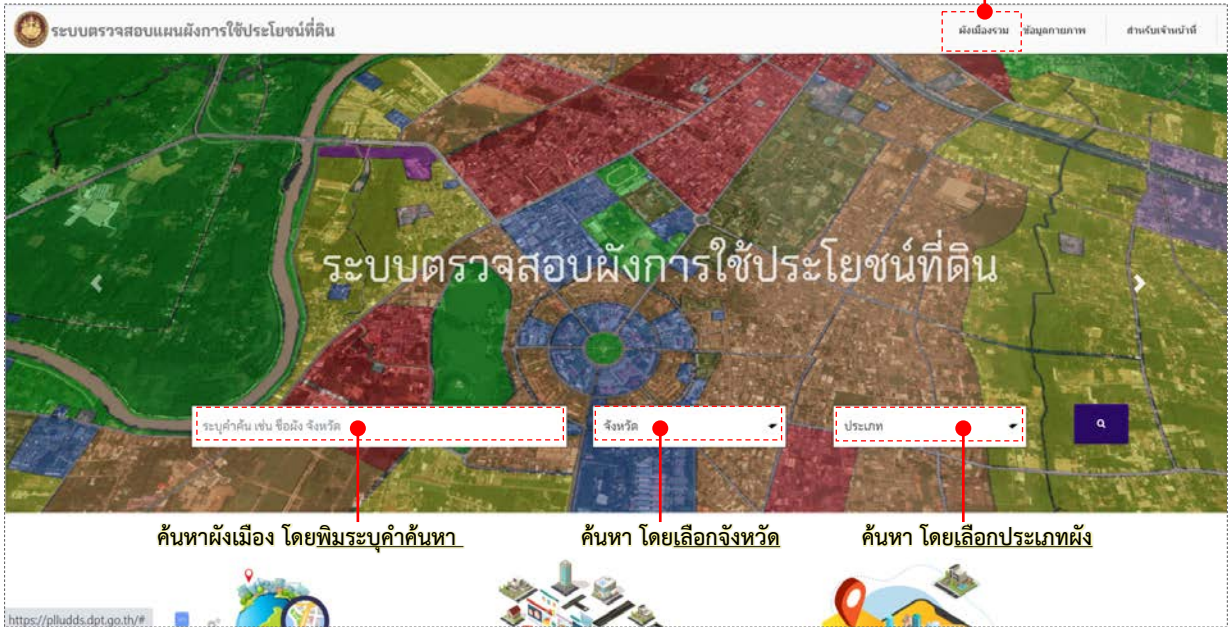 ระบบตรวจสอบแผนผังการใช้ประโยชน์ที่ดิน
ผังเมืองรวม ข้อมูลกายภาพ สำหรับเจ้าหน้าที่
ระบบตรวจสอบผังการใช้ประโยชน์ที่ดิน
ระบุคำค้น เช่น ชื่อผัง จังหวัด
จังหวัด
ประเภท
ค้นหาผังเมือง โดยพิมระบุคำค้นหา
ค้นหา โดยเลือกจังหวัด
ค้นหา โดยเลือกประเภทผัง
https://plludds.dpt.go.th/#